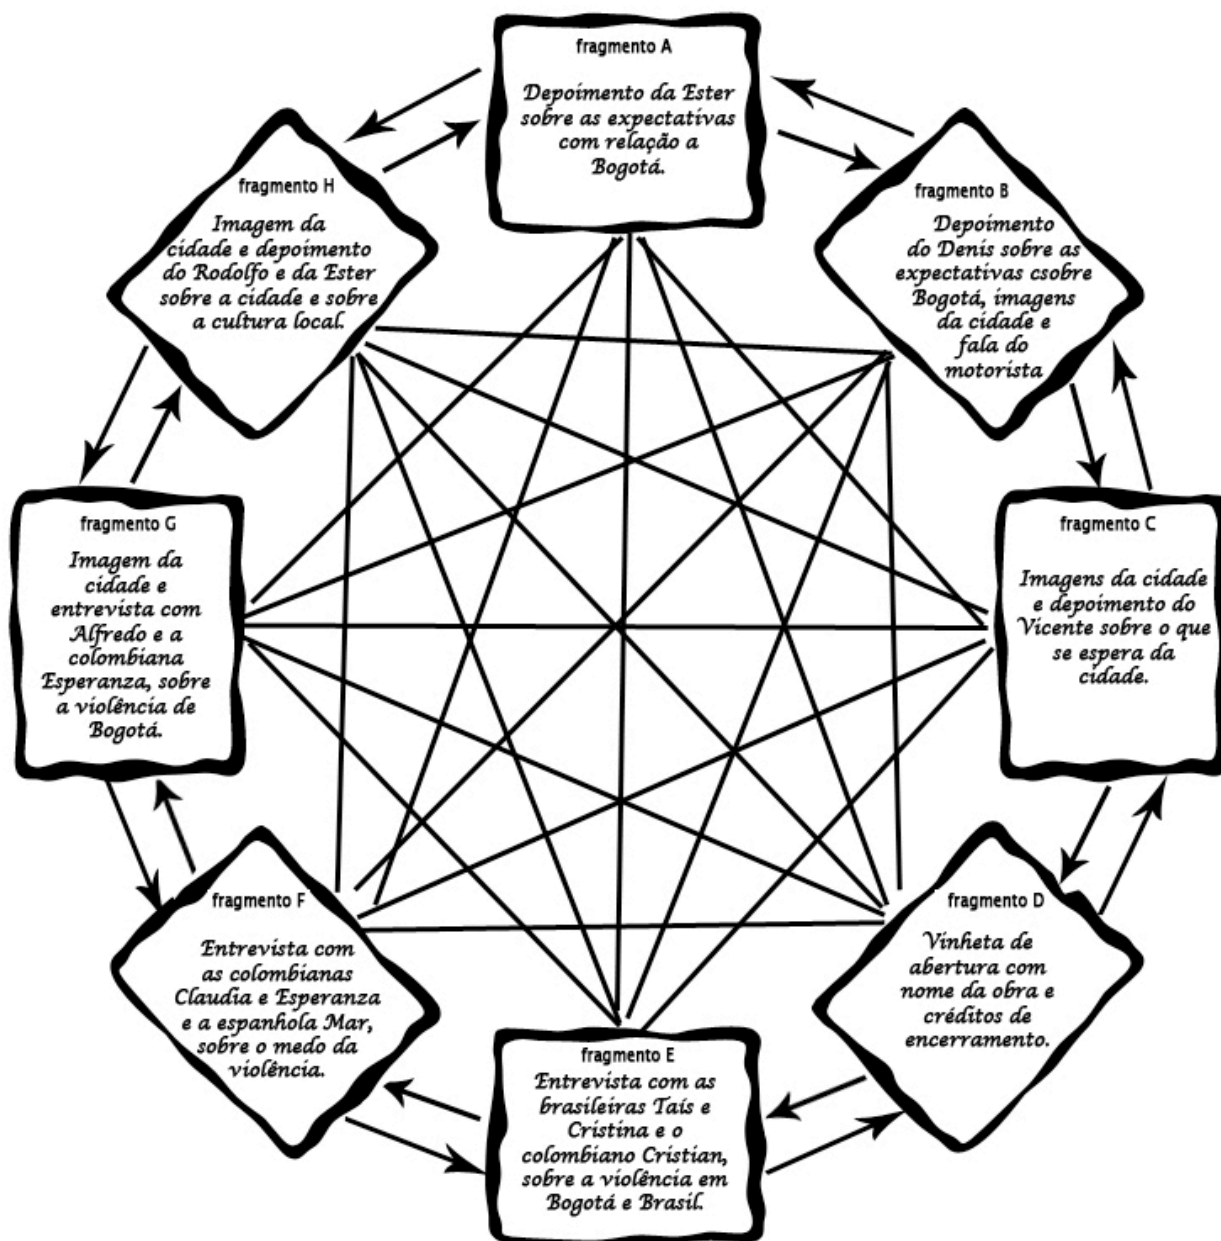 fragmento A
Depoimento da Ester
sobre as expectativas
com relação a
Bogotá.
fragmento B
Depoimento
do Denis sobre as
expectativas csobre
Bogotá, imagens
da cidade e
fala do
motorista
fragmento C
Imagens da cidade
e depoimento do
Vicente sobre o que
se espera da
cidade.
fragmento D
Vinheta de
abertura com
nome da obra e
créditos de
encerramento.
fragmento E
Entrevista com as
brasileiras Taís e
Cristina e o
colombiano Cristian,
sobre a violência em
Bogotá e Brasil.
fragmento F
Entrevista com
as colombianas
Claudia e Esperanza
e a espanhola Mar,
sobre o medo da
violência.
fragmento G
Imagem da
cidade e
entrevista com
Alfredo e a
colombiana
Esperanza, sobre
a violência de
Bogotá.
fragmento H
Imagem da
cidade e depoimento
do Rodolfo e da Ester
sobre a cidade e sobre
a cultura local.